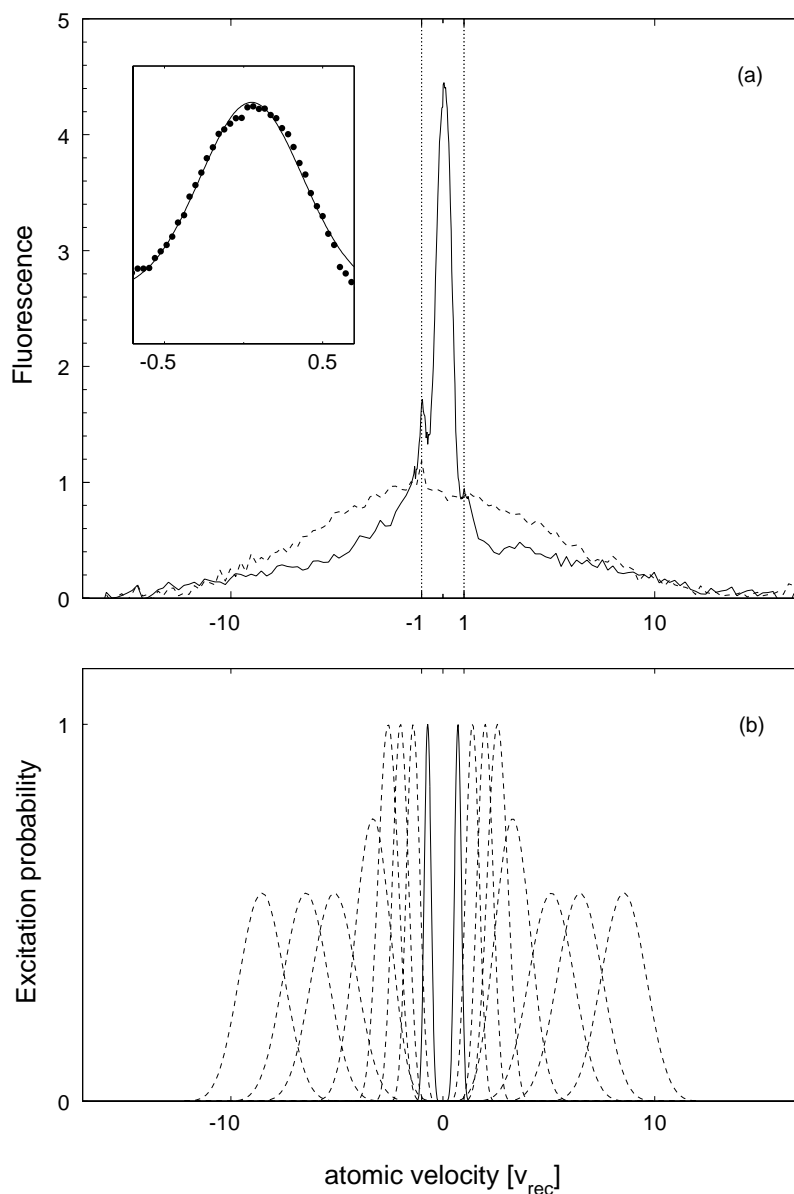 5
(a)
4
3
Fluorescence
-0.5 0.5
2
1
0
-10 -1 1 10
(b)
1
Excitation probability
0
-10 0 10
atomic velocity [v_rec]